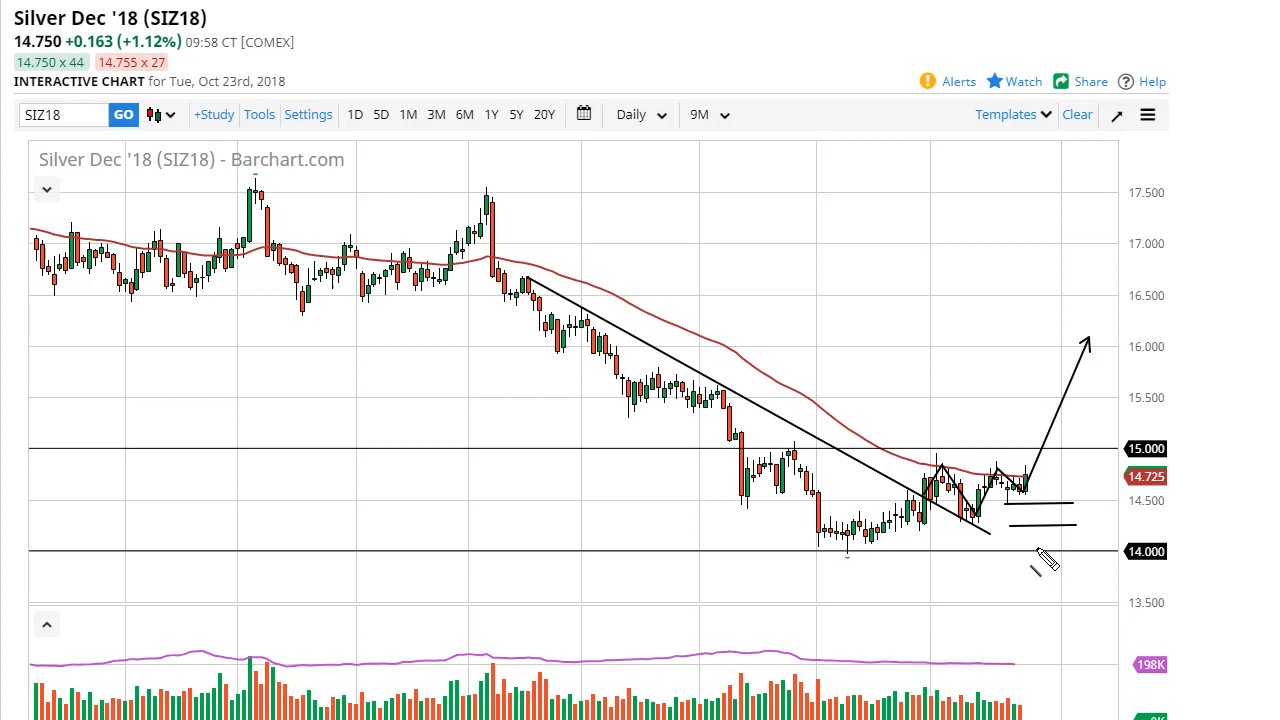 Silver Dec '18 (SIZ18)
14.750 +0.163 (+1.12%) 09:58 CT [COMEX]
14.750 x 44 14.755 x 27
INTERACTIVE CHART for Tue, Oct 23rd, 2018
Alerts Watch Share Help
SIZ18 GO +Study Tools Settings 1D 5D 1M 3M 6M 1Y 5Y 20Y Daily 9M Templates Clear
Silver Dec '18 (SIZ18) - Barchart.com
17.500
17.000
16.500
16.000
15.500
15.000
14.725
14.500
14.000
13.500
198K